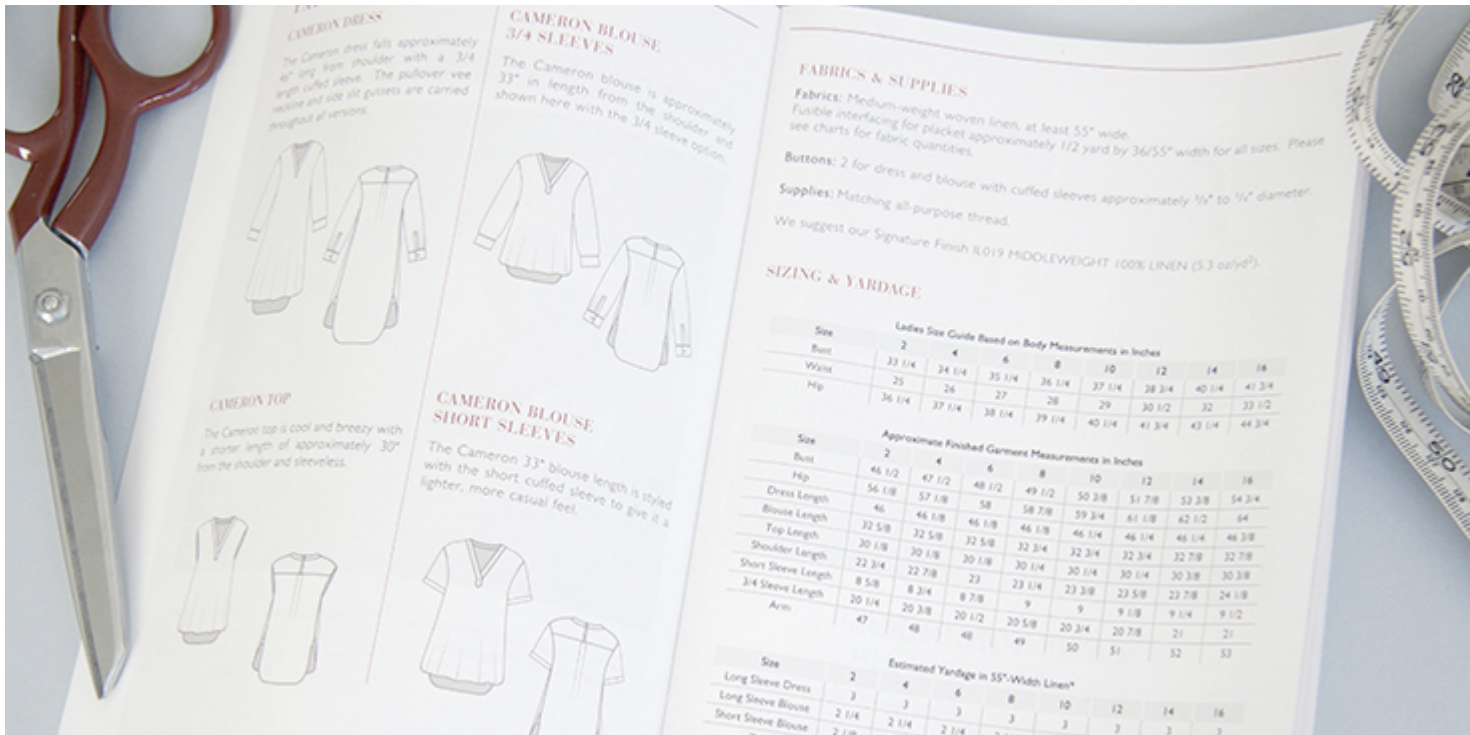 CAMERON DRESS
The Cameron dress falls approximately
46" long from shoulder with a 3/4
length cuffed sleeve. The pullover vee
neckline and side slit gussets are carried
throughout all versions.
CAMERON BLOUSE
3/4 SLEEVES
The Cameron blouse is approximately
33" in length from the shoulder and
shown here with the 3/4 sleeve option.
CAMERON TOP
The Cameron top is cool and breezy with
a shorter length of approximately 30"
from the shoulder and sleeveless.
CAMERON BLOUSE
SHORT SLEEVES
The Cameron 33" blouse length is styled
with the short cuffed sleeve to give it a
lighter, more casual feel.
FABRICS & SUPPLIES
Fabrics: Medium-weight woven linen, at least 55" wide.
Fusible interfacing for placket approximately 1/2 yard by 36/55" width for all sizes. Please
see charts for fabric quantities.
Buttons: 2 for dress and blouse with cuffed sleeves approximately to diameter.
Supplies: Matching all-purpose thread.
We suggest our Signature Finish IL019 MIDDLEWEIGHT 100% LINEN (5.3 oz/yd²).
SIZING & YARDAGE
Ladies Size Guide Based on Body Measurements in Inches
Size 2 4 6 8 10 12 14 16
Bust 33 1/4 34 1/4 35 1/4 36 1/4 37 1/4 38 3/4 40 1/4 41 3/4
Waist 25 26 27 28 29 30 1/2 32 33 1/2
Hip 36 1/4 37 1/4 38 1/4 39 1/4 40 1/4 41 3/4 43 1/4 44 3/4
Approximate Finished Garment Measurements in Inches
Size 2 4 6 8 10 12 14 16
Bust 46 1/2 47 1/2 48 1/2 49 1/2 50 3/8 51 7/8 53 3/8 54 3/4
Hip 56 1/8 57 1/8 58 58 7/8 59 3/4 61 1/8 62 1/2 64
Dress Length 46 46 1/8 46 1/8 46 1/8 46 1/4 46 1/4 46 1/4 46 3/8
Blouse Length 32 5/8 32 5/8 32 5/8 32 3/4 32 3/4 32 3/4 32 7/8 32 7/8
Top Length 30 1/8 30 1/8 30 1/8 30 1/4 30 1/4 30 1/4 30 3/8 30 3/8
Shoulder Length 22 3/4 22 7/8 23 23 1/4 23 3/8 23 5/8 23 7/8 24 1/8
Short Sleeve Length 8 5/8 8 3/4 8 7/8 9 9 9 1/8 9 1/4 9 1/2
3/4 Sleeve Length 20 1/4 20 3/8 20 1/2 20 5/8 20 3/4 20 7/8 21 21
Arm 47 48 48 49 50 51 52 53
Estimated Yardage in 55"-Width Linen*
Size 2 4 6 8 10 12 14 16
Long Sleeve Dress 3 3 3 3 3 3 3 3
Long Sleeve Blouse 2 1/4 2 1/4 2 1/4
Short Sleeve Blouse